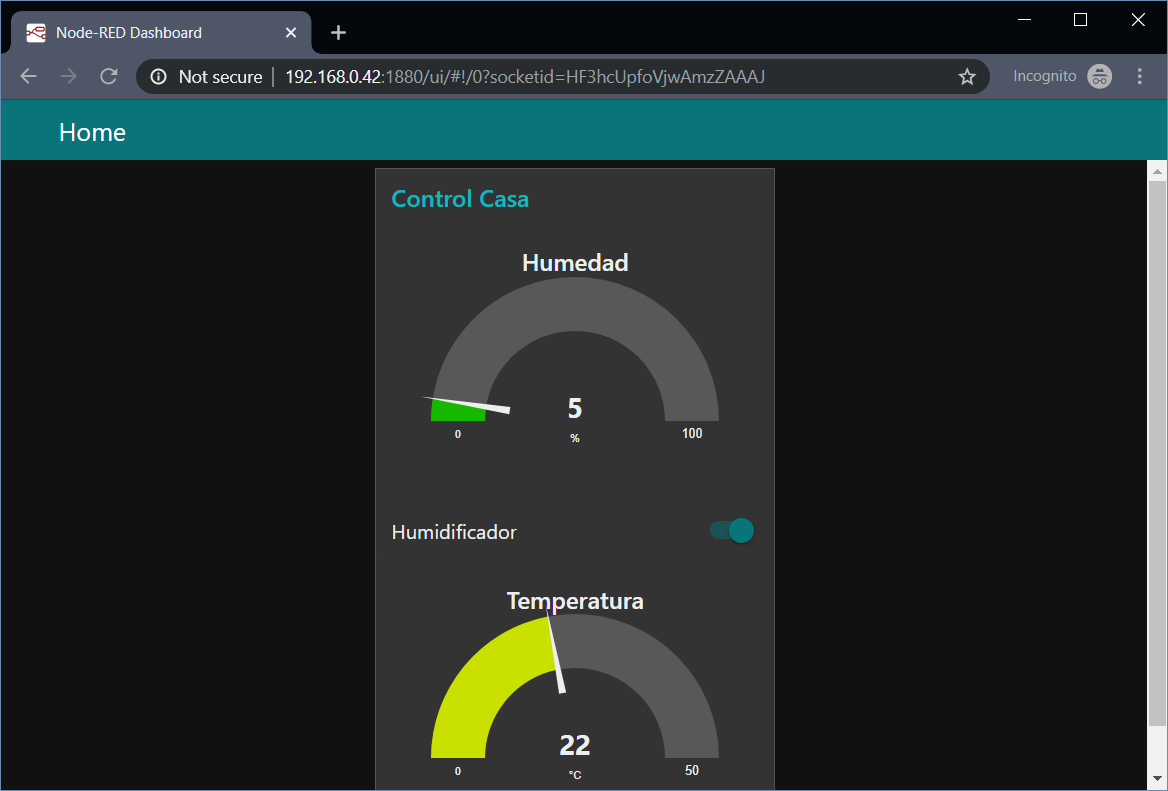 Node-RED Dashboard
Not secure | 192.168.0.42:1880/ui/#!/0?socketid=HF3hcUpfoVjwAmzZAAAJ
Incognito
Home
Control Casa
Humedad
5
%
0
100
Humidificador
Temperatura
22
°C
0
50